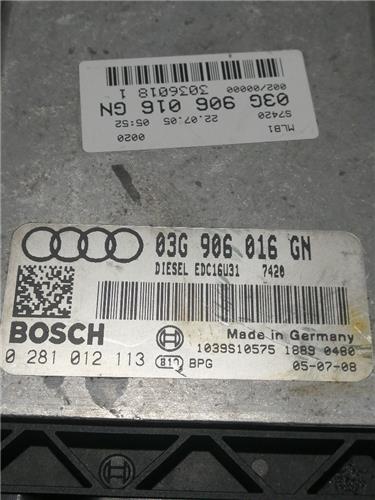 MLB1
S7420
0020
002/00000
03G 906 016 GN
22.07.05 05:52
3036018 1
03G 906 016 GN
DIESEL EDC16U31 7420
BOSCH
Made in Germany
0 281 012 113
1039S10575 1889 0480
BPG
05-07-08